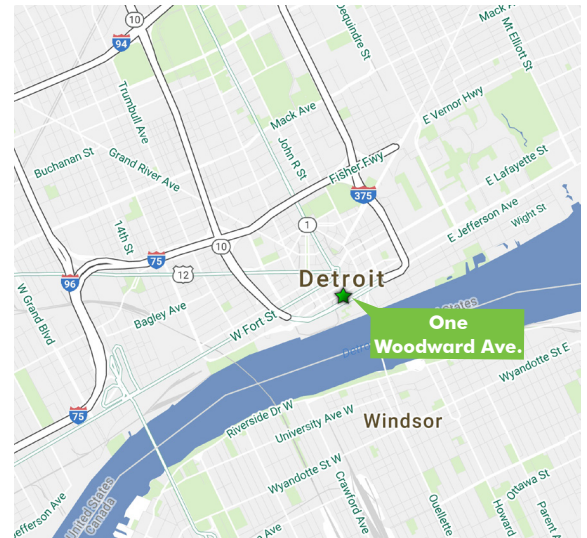 10
94
Trumbull Ave
Dequindre St
Mack Ave
Mt Elliott St
E Vernor Hwy
Mack Ave
John R St
Buchanan St
Grand River Ave
Fisher Fwy
E Lafayette St
375
14th St
E Jefferson Ave
Wight St
1
10
75
12
96
W Grand Blvd
Detroit
Bagley Ave
W Fort St
One
Woodward Ave.
Wyandotte St E
75
Riverside Dr W
University Ave W
Windsor
Wyandotte St W
Crawford Ave
Ottawa St
Ouellette
Howard
Parent A
Jefferson Ave
United States
Canada
e Ave